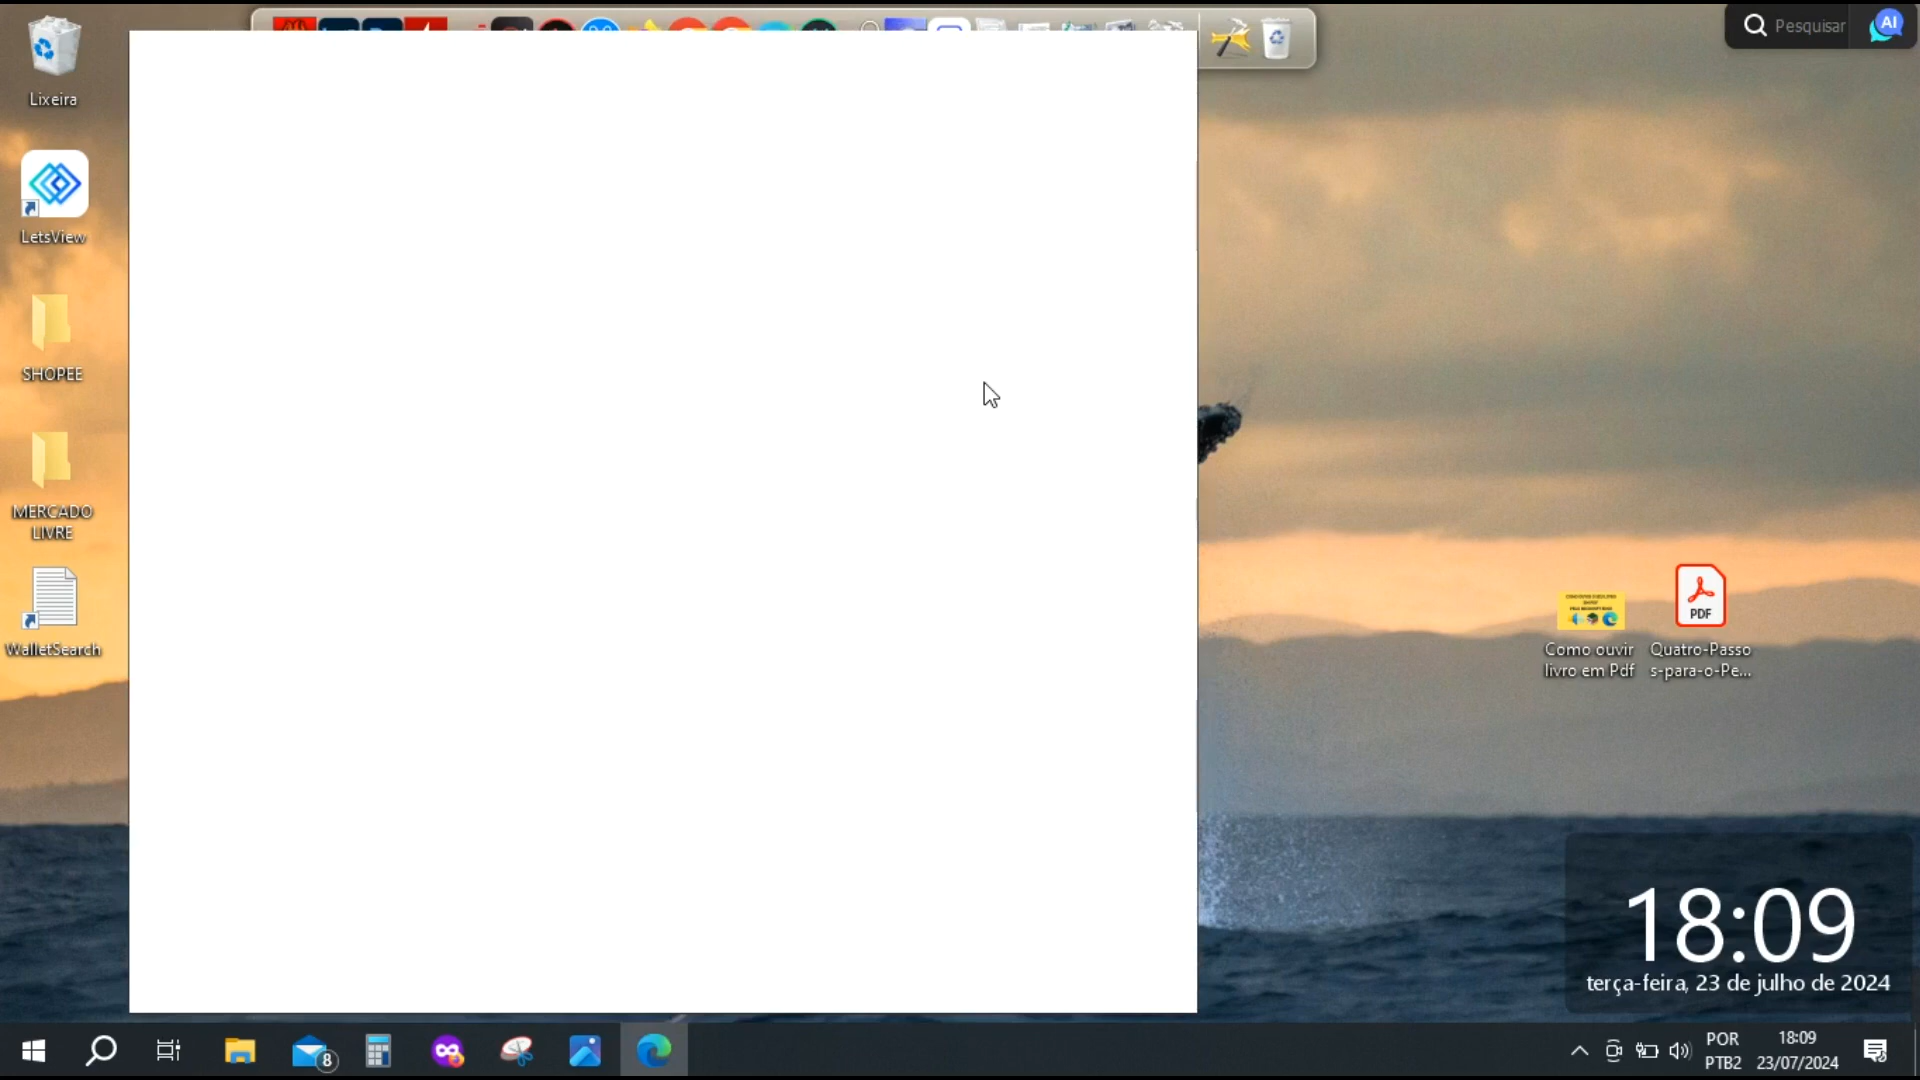 Pesquisar
AI
Lixeira
LetsView
SHOPEE
MERCADO
LIVRE
WalletSearch
PDF
Como ouvir
livro em Pdf
Quatro-Passo
s-para-o-Pe...
18:09
terça-feira, 23 de julho de 2024
8
POR
PTB2
18:09
23/07/2024